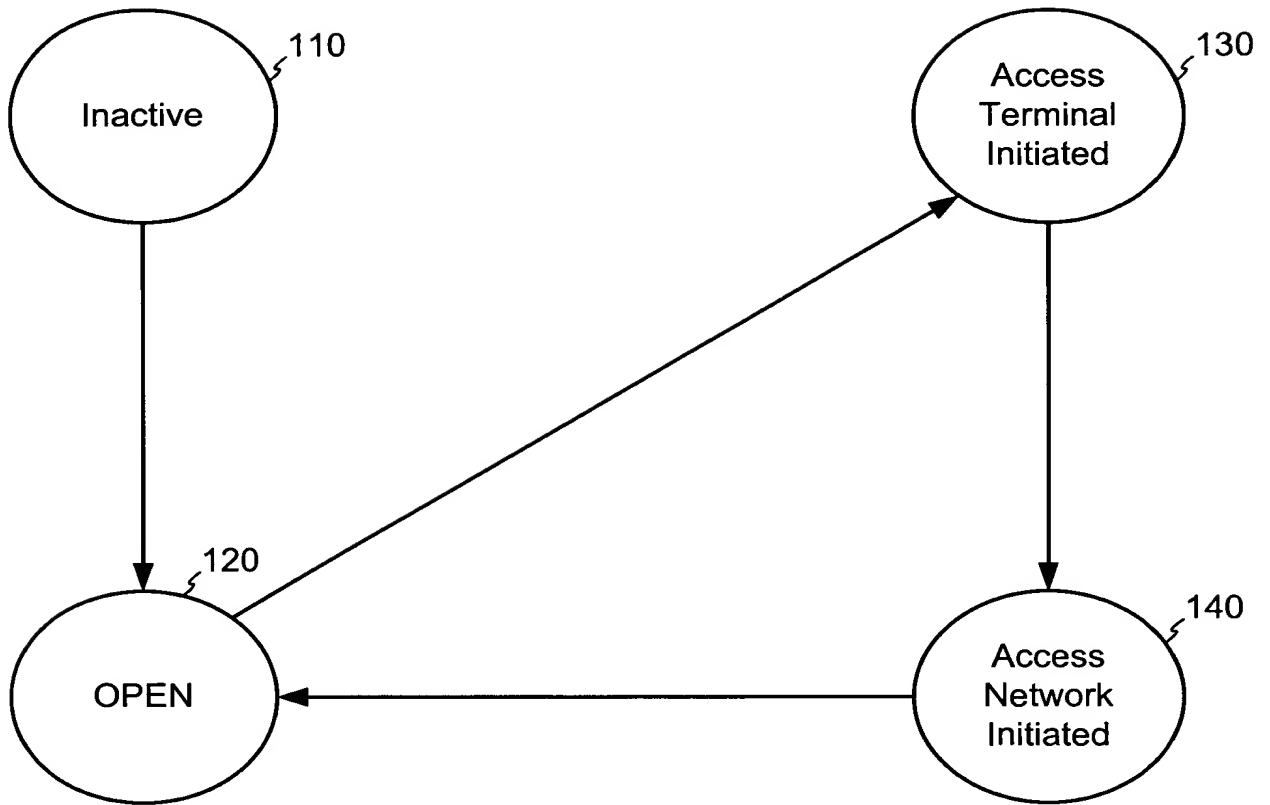 110
Inactive
130
Access
Terminal
Initiated
120
OPEN
140
Access
Network
Initiated